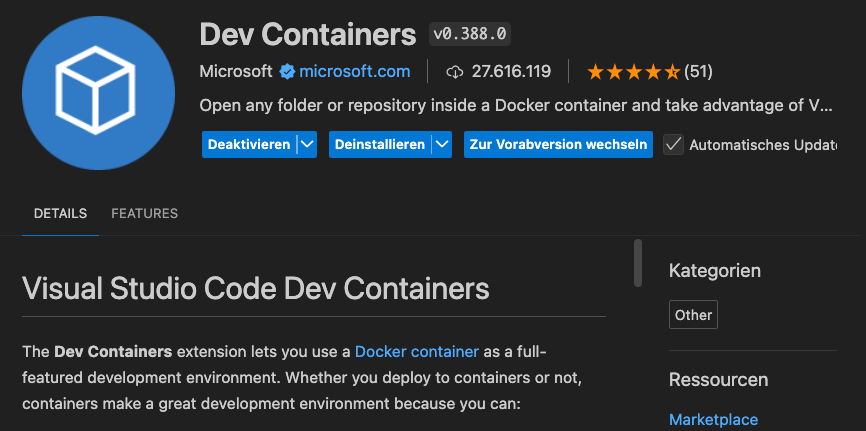 Dev Containers v0.388.0
Microsoft microsoft.com 27.616.119 (51)
Open any folder or repository inside a Docker container and take advantage of V...
Deaktivieren Deinstallieren Zur Vorabversion wechseln Automatisches Update
DETAILS FEATURES
Visual Studio Code Dev Containers
The Dev Containers extension lets you use a Docker container as a full-
featured development environment. Whether you deploy to containers or not,
containers make a great development environment because you can:
Kategorien
Other
Ressourcen
Marketplace